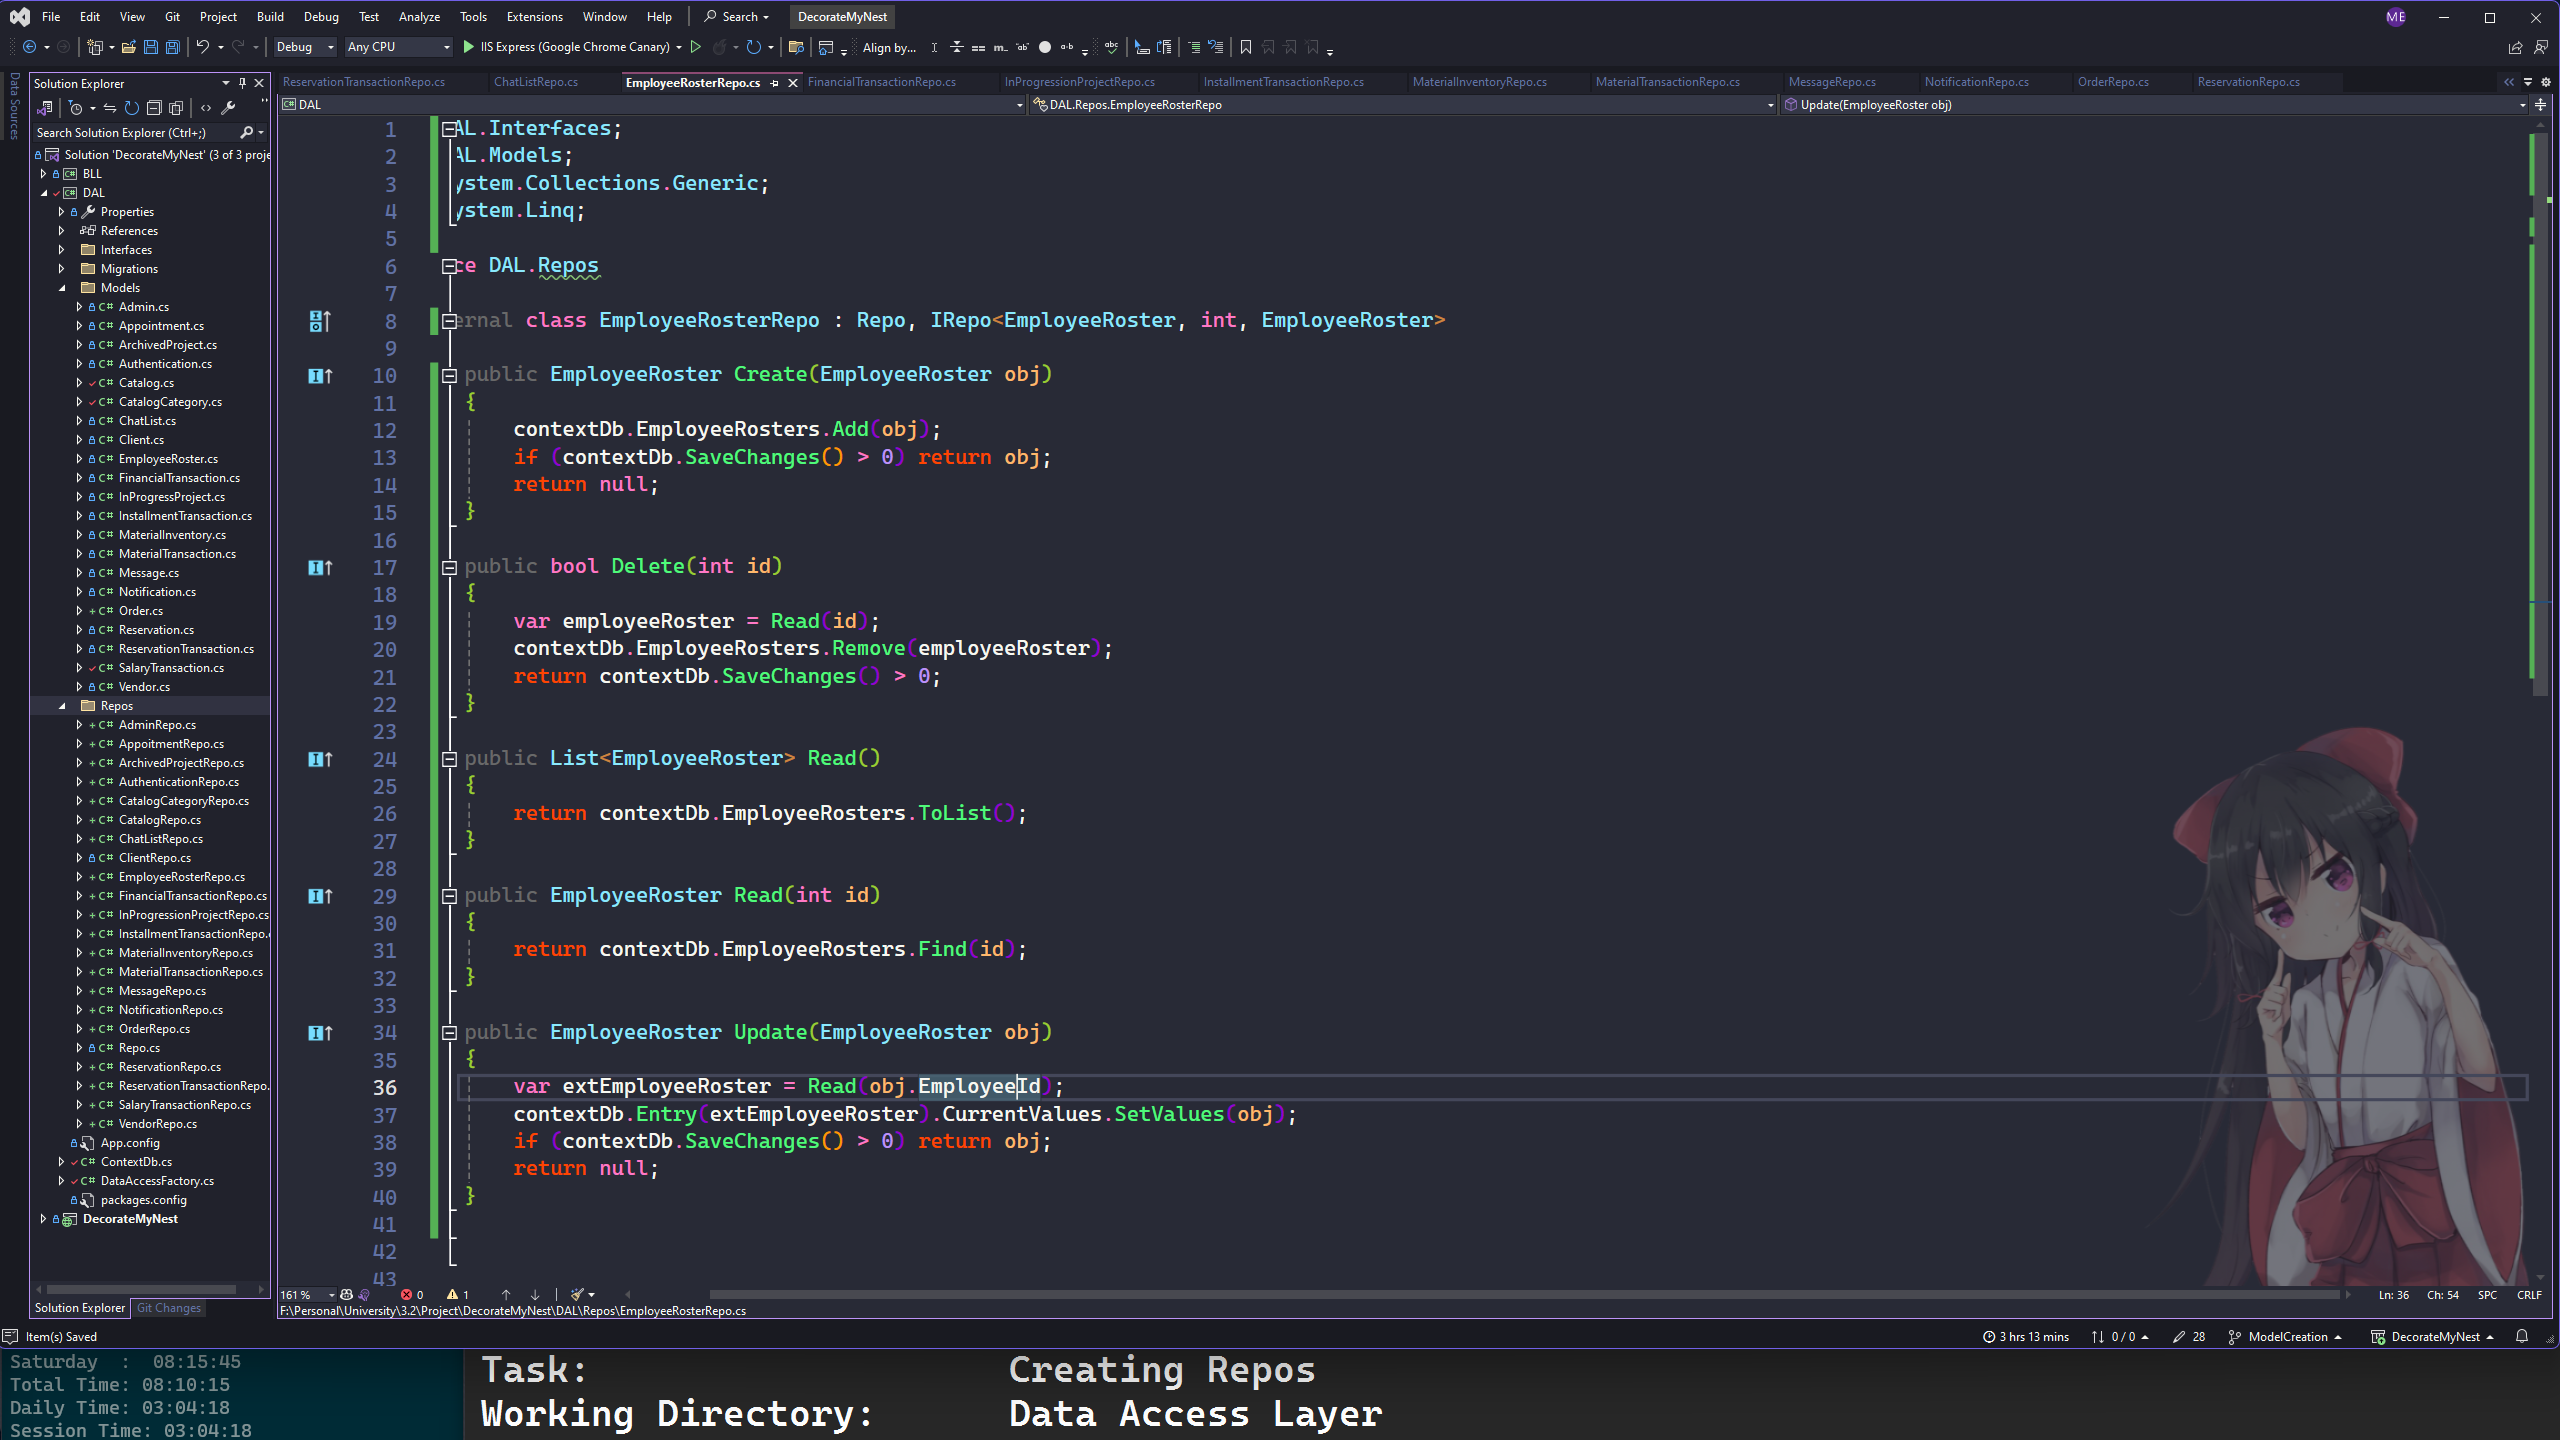 File Edit View Git Project Build Debug Test Analyze Tools Extensions Window Help Search DecorateMyNest ME
Debug Any CPU IIS Express (Google Chrome Canary) Align by...
Data Sources
Solution Explorer
Search Solution Explorer (Ctrl+;)
Solution 'DecorateMyNest' (3 of 3 proje
BLL
DAL
Properties
References
Interfaces
Migrations
Models
C# Admin.cs
C# Appointment.cs
C# ArchivedProject.cs
C# Authentication.cs
C# Catalog.cs
C# CatalogCategory.cs
C# ChatList.cs
C# Client.cs
C# EmployeeRoster.cs
C# FinancialTransaction.cs
C# InProgressProject.cs
C# InstallmentTransaction.cs
C# MaterialInventory.cs
C# MaterialTransaction.cs
C# Message.cs
C# Notification.cs
C# Order.cs
C# Reservation.cs
C# ReservationTransaction.cs
C# SalaryTransaction.cs
C# Vendor.cs
Repos
C# AdminRepo.cs
C# AppoitmentRepo.cs
C# ArchivedProjectRepo.cs
C# AuthenticationRepo.cs
C# CatalogCategoryRepo.cs
C# CatalogRepo.cs
C# ChatListRepo.cs
C# ClientRepo.cs
C# EmployeeRosterRepo.cs
C# FinancialTransactionRepo.cs
C# InProgressionProjectRepo.cs
C# InstallmentTransactionRepo.
C# MaterialInventoryRepo.cs
C# MaterialTransactionRepo.cs
C# MessageRepo.cs
C# NotificationRepo.cs
C# OrderRepo.cs
C# Repo.cs
C# ReservationRepo.cs
C# ReservationTransactionRepo.
C# SalaryTransactionRepo.cs
C# VendorRepo.cs
App.config
C# ContextDb.cs
C# DataAccessFactory.cs
packages.config
DecorateMyNest
Solution Explorer Git Changes
ReservationTransactionRepo.cs ChatListRepo.cs EmployeeRosterRepo.cs FinancialTransactionRepo.cs InProgressionProjectRepo.cs InstallmentTransactionRepo.cs MaterialInventoryRepo.cs MaterialTransactionRepo.cs MessageRepo.cs NotificationRepo.cs OrderRepo.cs ReservationRepo.cs
C# DAL DAL.Repos.EmployeeRosterRepo Update(EmployeeRoster obj)
1 AL.Interfaces;
2 AL.Models;
3 ystem.Collections.Generic;
4 ystem.Linq;
5
6 ce DAL.Repos
7
8 ernal class EmployeeRosterRepo : Repo, IRepo<EmployeeRoster, int, EmployeeRoster>
9
10 public EmployeeRoster Create(EmployeeRoster obj)
11 {
12 contextDb.EmployeeRosters.Add(obj);
13 if (contextDb.SaveChanges() > 0) return obj;
14 return null;
15 }
16
17 public bool Delete(int id)
18 {
19 var employeeRoster = Read(id);
20 contextDb.EmployeeRosters.Remove(employeeRoster);
21 return contextDb.SaveChanges() > 0;
22 }
23
24 public List<EmployeeRoster> Read()
25 {
26 return contextDb.EmployeeRosters.ToList();
27 }
28
29 public EmployeeRoster Read(int id)
30 {
31 return contextDb.EmployeeRosters.Find(id);
32 }
33
34 public EmployeeRoster Update(EmployeeRoster obj)
35 {
36 var extEmployeeRoster = Read(obj.EmployeeId);
37 contextDb.Entry(extEmployeeRoster).CurrentValues.SetValues(obj);
38 if (contextDb.SaveChanges() > 0) return obj;
39 return null;
40 }
41
42
43
161 % 0 1 Ln: 36 Ch: 54 SPC CRLF
F:\Personal\University\3.2\Project\DecorateMyNest\DAL\Repos\EmployeeRosterRepo.cs
Item(s) Saved 3 hrs 13 mins 0 / 0 28 ModelCreation DecorateMyNest
Saturday : 08:15:45
Total Time: 08:10:15
Daily Time: 03:04:18
Session Time: 03:04:18
Task: Creating Repos
Working Directory: Data Access Layer